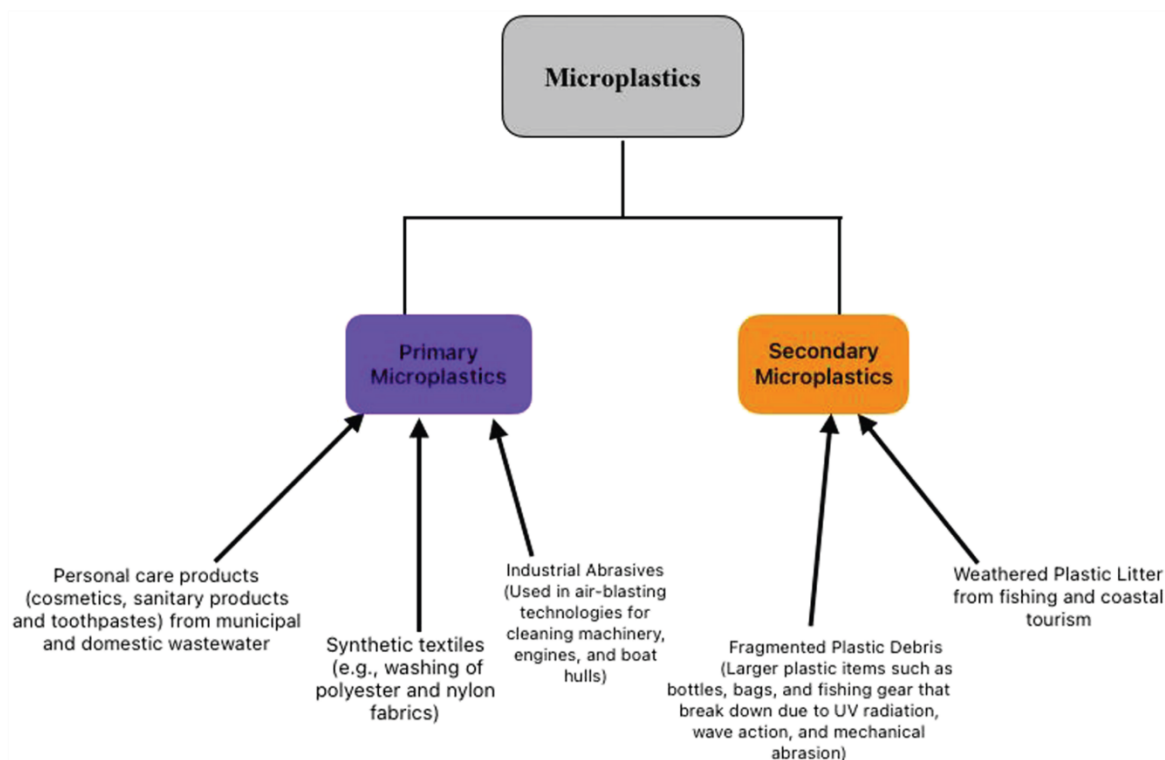 Microplastics
Primary
Microplastics
Secondary
Microplastics
Personal care products
(cosmetics, sanitary products
and toothpastes) from municipal
and domestic wastewater
Synthetic textiles
(e.g., washing of
polyester and nylon
fabrics)
Industrial Abrasives
(Used in air-blasting
technologies for
cleaning machinery,
engines, and boat
hulls)
Fragmented Plastic Debris
(Larger plastic items such as
bottles, bags, and fishing gear that
break down due to UV radiation,
wave action, and mechanical
abrasion)
Weathered Plastic Litter
from fishing and coastal
tourism